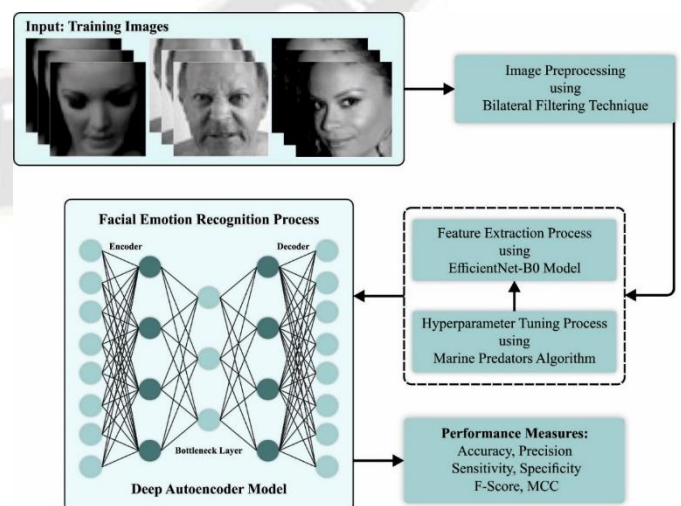 Input: Training Images
Image Preprocessing
using
Bilateral Filtering Technique
Feature Extraction Process
using
EfficientNet-B0 Model
Hyperparameter Tuning Process
using
Marine Predators Algorithm
Facial Emotion Recognition Process
Encoder
Decoder
Bottleneck Layer
Deep Autoencoder Model
Performance Measures:
Accuracy, Precision
Sensitivity, Specificity
F-Score, MCC